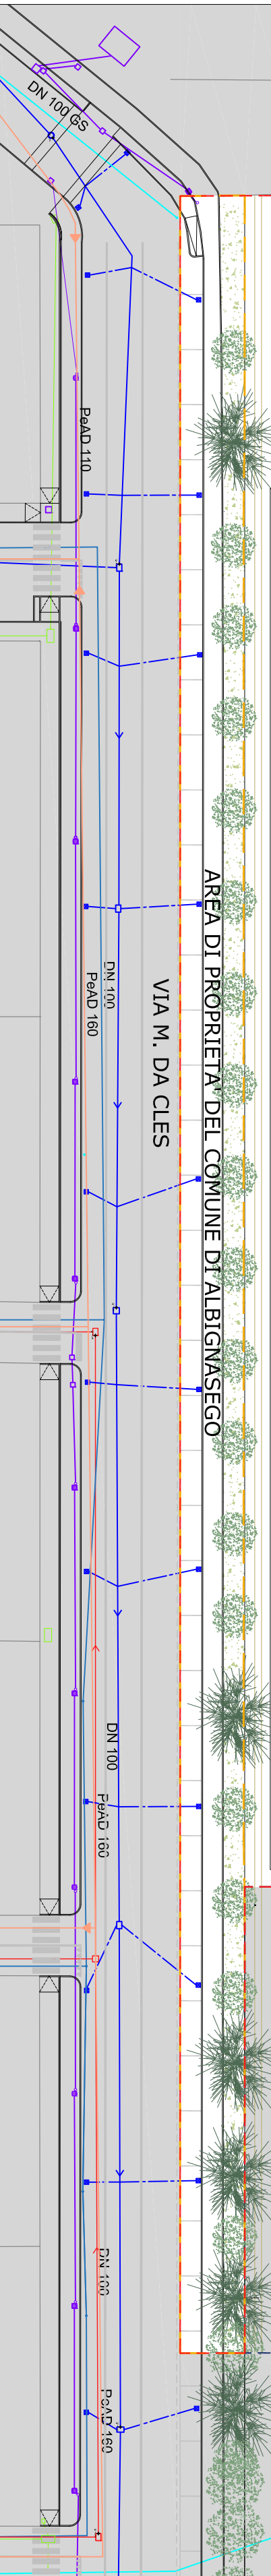 DN 100 GS
PeAD 110
AREA DI PROPRIETA' DEL COMUNE DI ALBIGNASEGO
DN 100
PeAD 160
VIA M. DA CLES
DN 100
PeAD 160
DN 100
PeAD 160